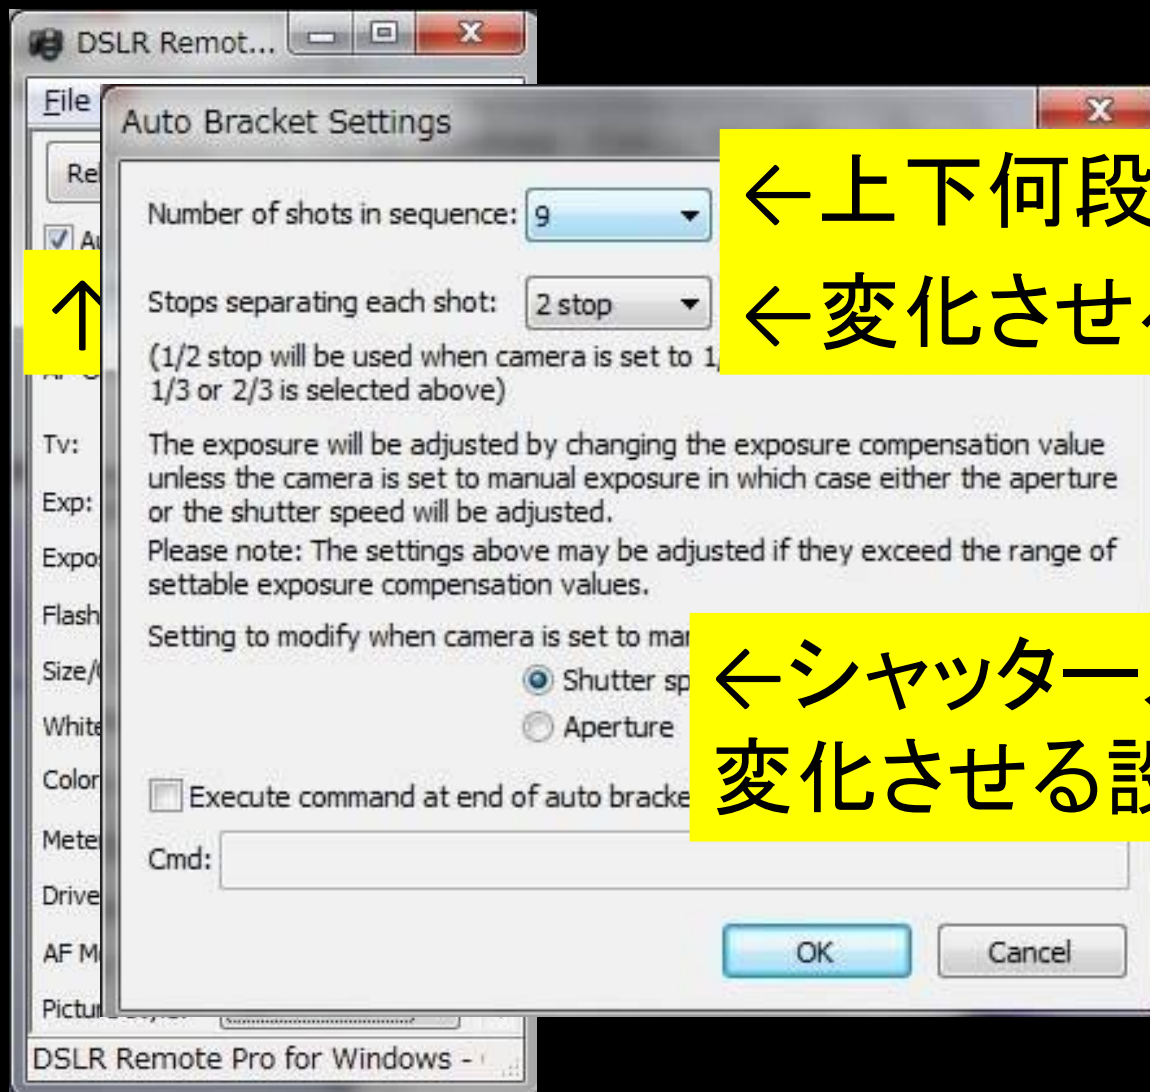 DSLR Remot...
File
Auto Bracket Settings
Number of shots in sequence: 9
←上下何段
Stops separating each shot: 2 stop
←変化させ
↑
(1/2 stop will be used when camera is set to
1/3 or 2/3 is selected above)
Tv:
The exposure will be adjusted by changing the exposure compensation value
unless the camera is set to manual exposure in which case either the aperture
Exp:
or the shutter speed will be adjusted.
Please note: The settings above may be adjusted if they exceed the range of
settable exposure compensation values.
Flash
Setting to modify when camera is set to
Size/
Shutter
←シャッター
White
Aperture
変化させる
Color
Execute command at end of auto
Cmd:
Drive
OK
Cancel
AF
DSLR Remote Pro for Windows -